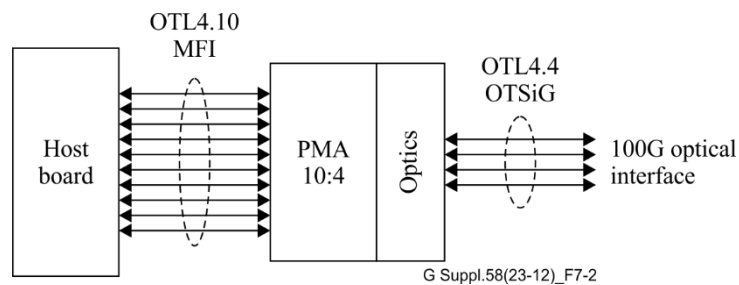 OTL4.10
MFI
OTL4.4
OTSiG
Host
board
PMA
10:4
Optics
100G optical
interface
G Suppl.58(23-12)_F7-2